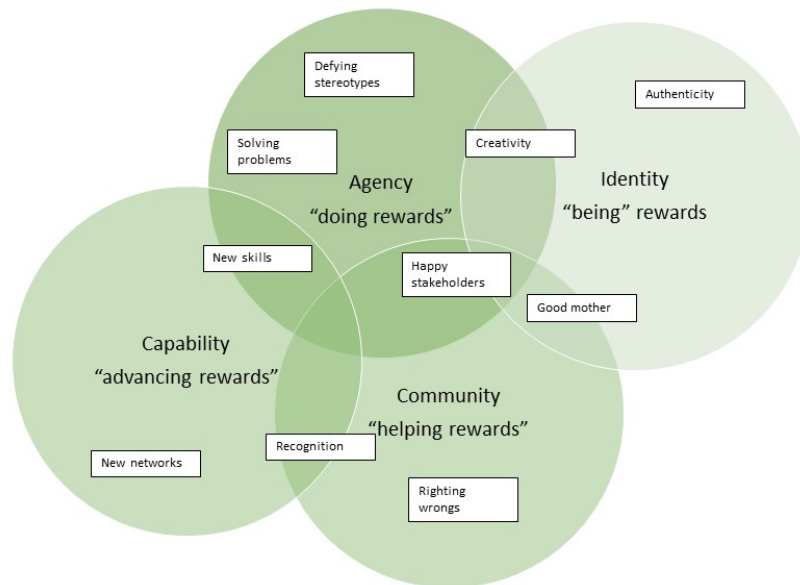 Defying
stereotypes
Authenticity
Solving
problems
Creativity
Agency
“doing rewards”
Identity
“being” rewards
New skills
Happy
stakeholders
Good mother
Capability
“advancing rewards”
Community
“helping rewards”
Recognition
New networks
Righting
wrongs